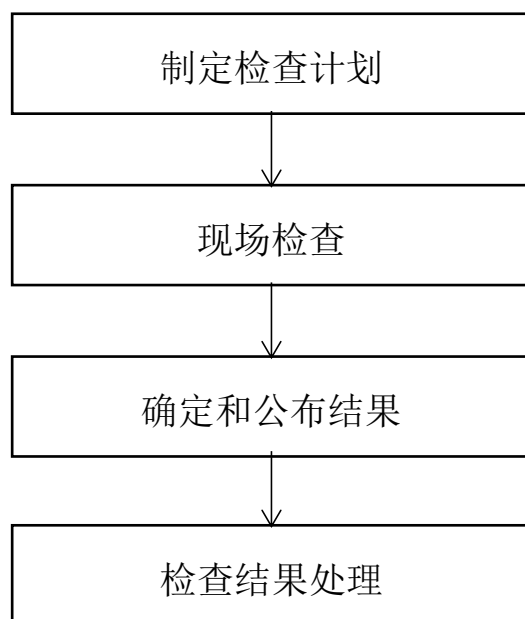 制定检查计划
现场检查
确定和公布结果
检查结果处理